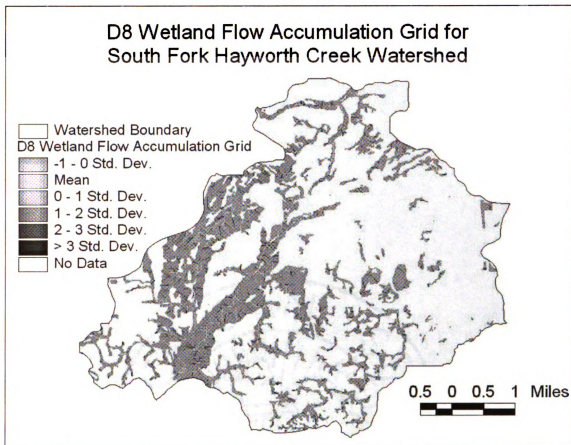 D8 Wetland Flow Accumulation Grid for
South Fork Hayworth Creek Watershed
Watershed Boundary
D8 Wetland Flow Accumulation Grid
-1 - 0 Std. Dev.
Mean
0 - 1 Std. Dev.
1 - 2 Std. Dev.
2 - 3 Std. Dev.
> 3 Std. Dev.
No Data
0.5 0 0.5 1 Miles